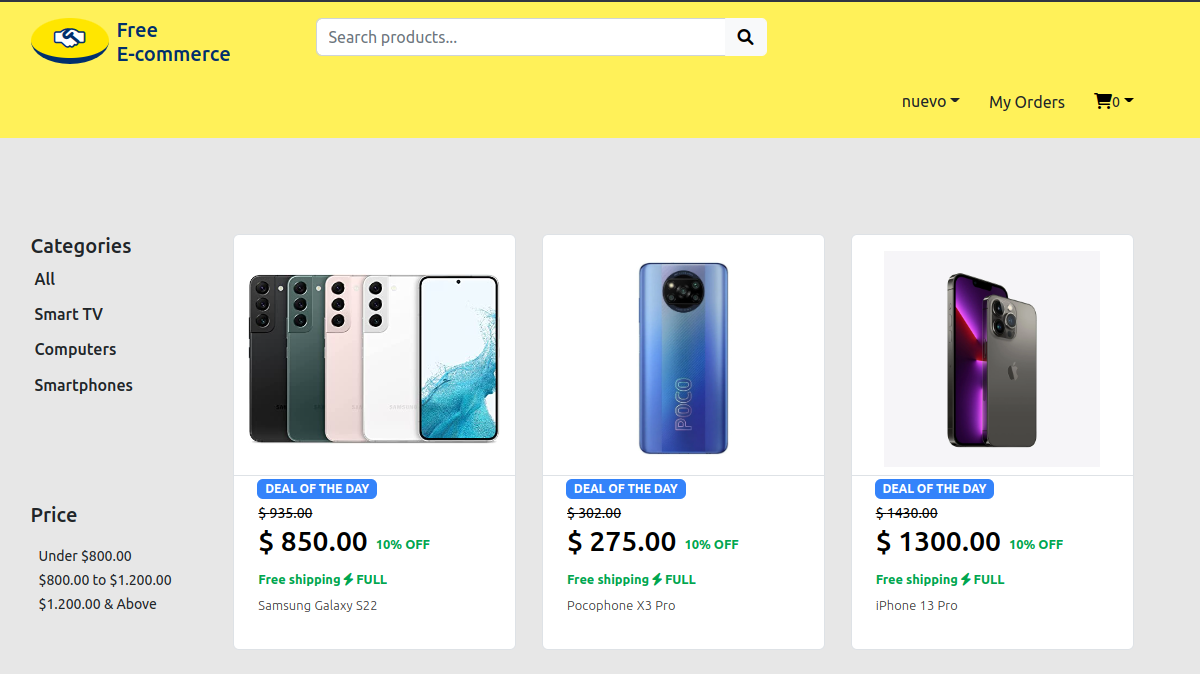 Free
E-commerce
Search products...
nuevo
My Orders
0
Categories
All
Smart TV
Computers
Smartphones
Price
Under $800.00
$800.00 to $1.200.00
$1.200.00 & Above
DEAL OF THE DAY
$ 935.00
$ 850.00 10% OFF
Free shipping FULL
Samsung Galaxy S22
POCO
DEAL OF THE DAY
$ 302.00
$ 275.00 10% OFF
Free shipping FULL
Pocophone X3 Pro
DEAL OF THE DAY
$ 1430.00
$ 1300.00 10% OFF
Free shipping FULL
iPhone 13 Pro